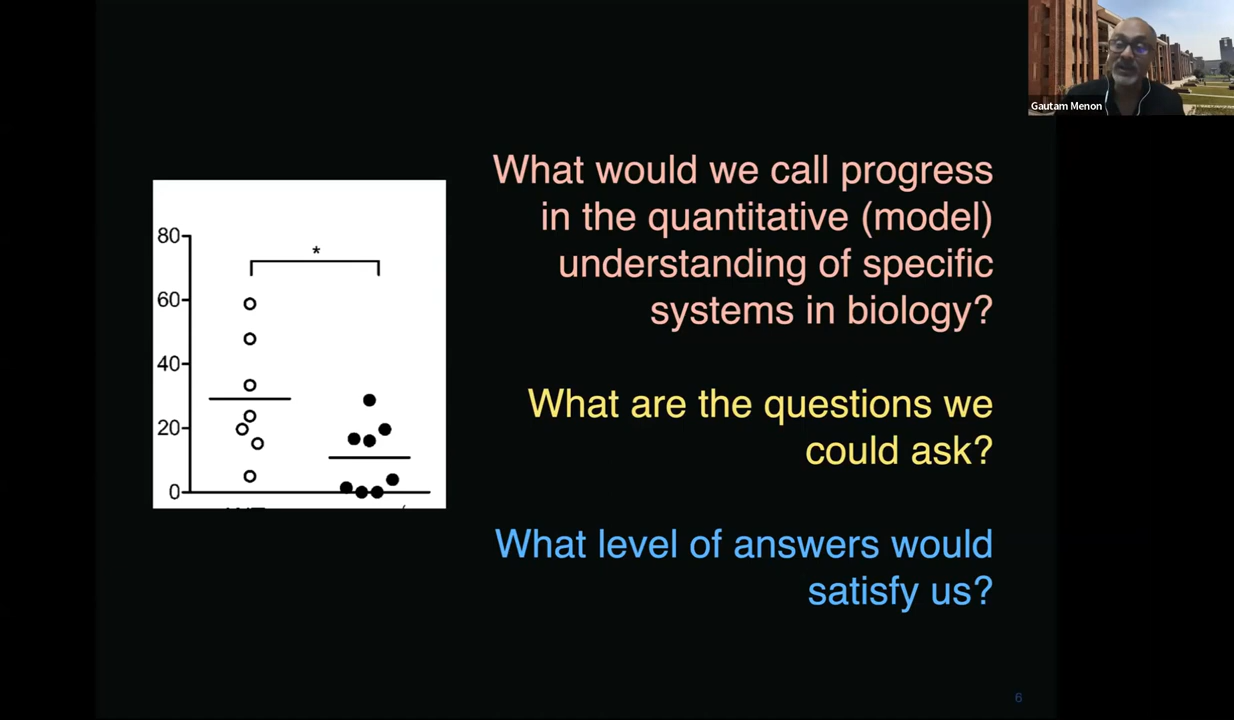 Gautam Menon
What would we call progress
in the quantitative (model)
understanding of specific
systems in biology?
What are the questions we
could ask?
What level of answers would
satisfy us?
80
*
60
40
20
0
6